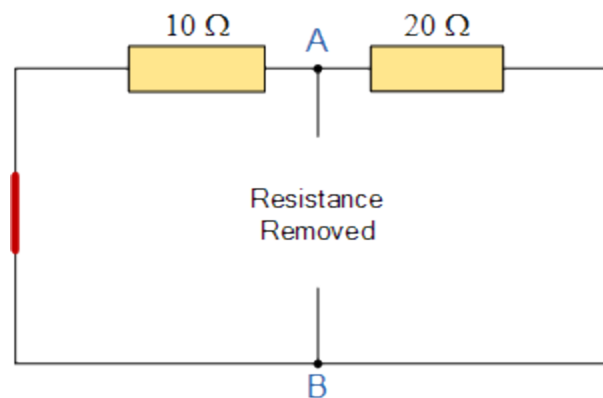 10 Ω
A
20 Ω
Resistance
Removed
B